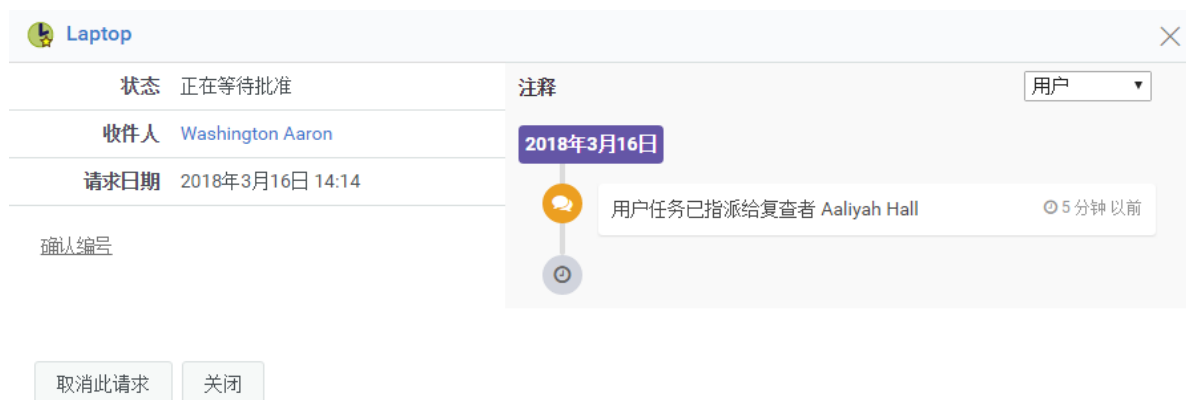 Laptop
状态 正在等待批准
收件人 Washington Aaron
请求日期 2018年3月16日 14:14
确认编号
注释 用户
2018年3月16日
用户任务已指派给复查者 Aaliyah Hall 5 分钟 以前
取消此请求 关闭